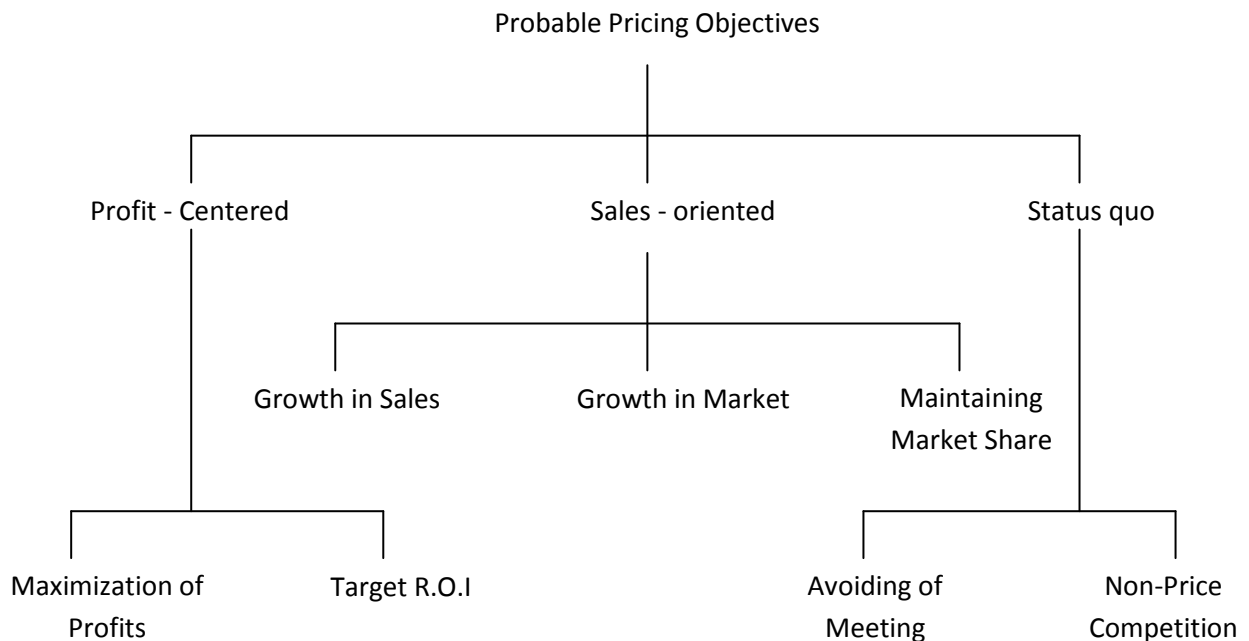 Probable Pricing Objectives
Profit - Centered
Sales - oriented
Status quo
Growth in Sales
Growth in Market
Maintaining
Market Share
Maximization of
Profits
Target R.O.I
Avoiding of
Meeting
Non-Price
Competition